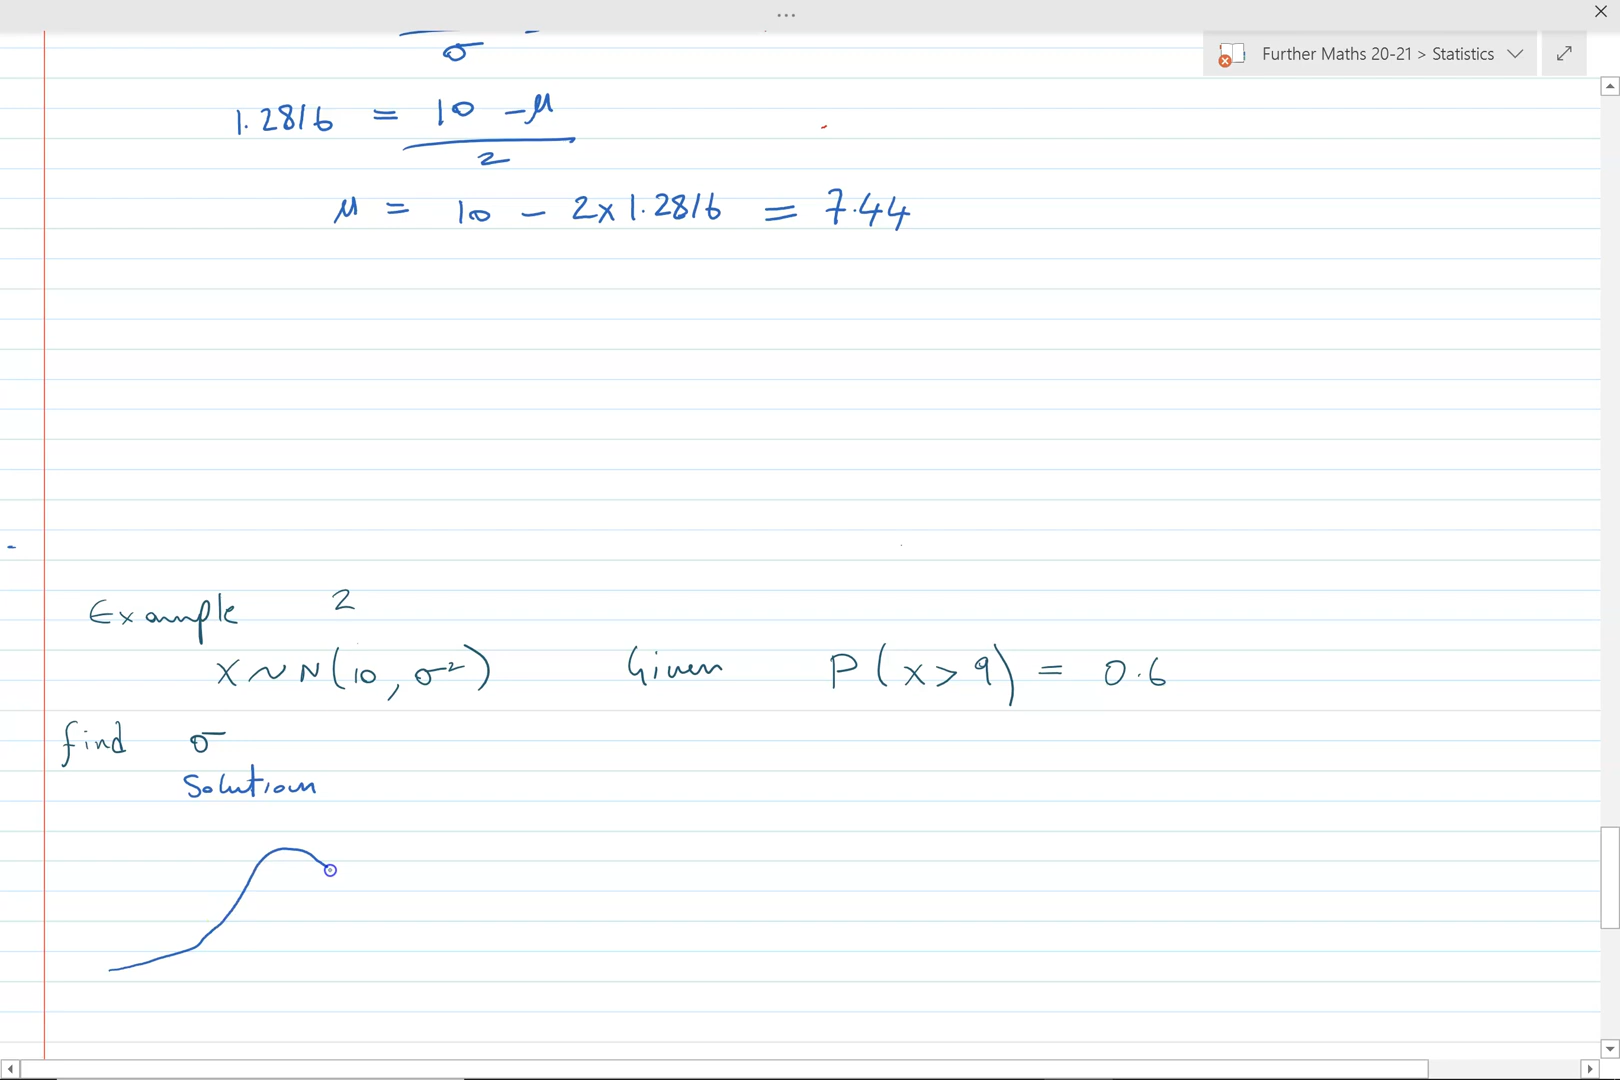 Further Maths 20-21 > Statistics
σ
1.2816 = 10 - μ
2
μ = 10 - 2 x 1.2816 = 7.44
Example 2
X ~ N(10, σ²) Given P(x > 9) = 0.6
find σ
Solution